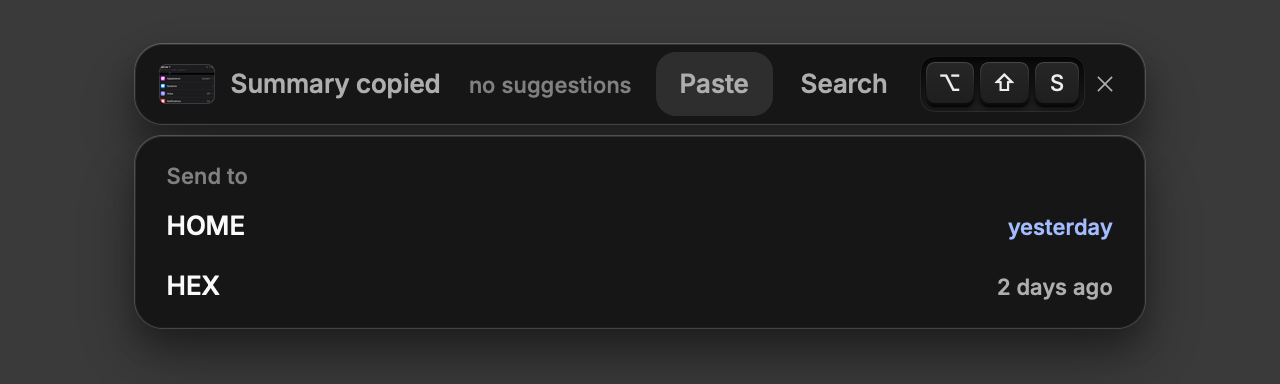 Summary copied no suggestions Paste Search ⌥ ⇧ S
Send to
HOME yesterday
HEX 2 days ago